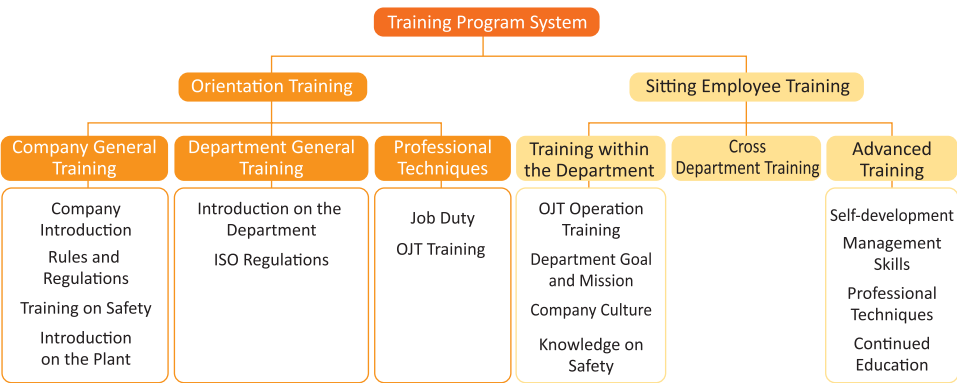 Training Program System
Orientation Training
Sitting Employee Training
Company General
Training
Department General
Training
Professional
Techniques
Training within
the Department
Cross
Department Training
Advanced
Training
Company
Introduction
Rules and
Regulations
Training on Safety
Introduction
on the Plant
Introduction on the
Department
ISO Regulations
Job Duty
OJT Training
OJT Operation
Training
Department Goal
and Mission
Company Culture
Knowledge on
Safety
Self-development
Management
Skills
Professional
Techniques
Continued
Education